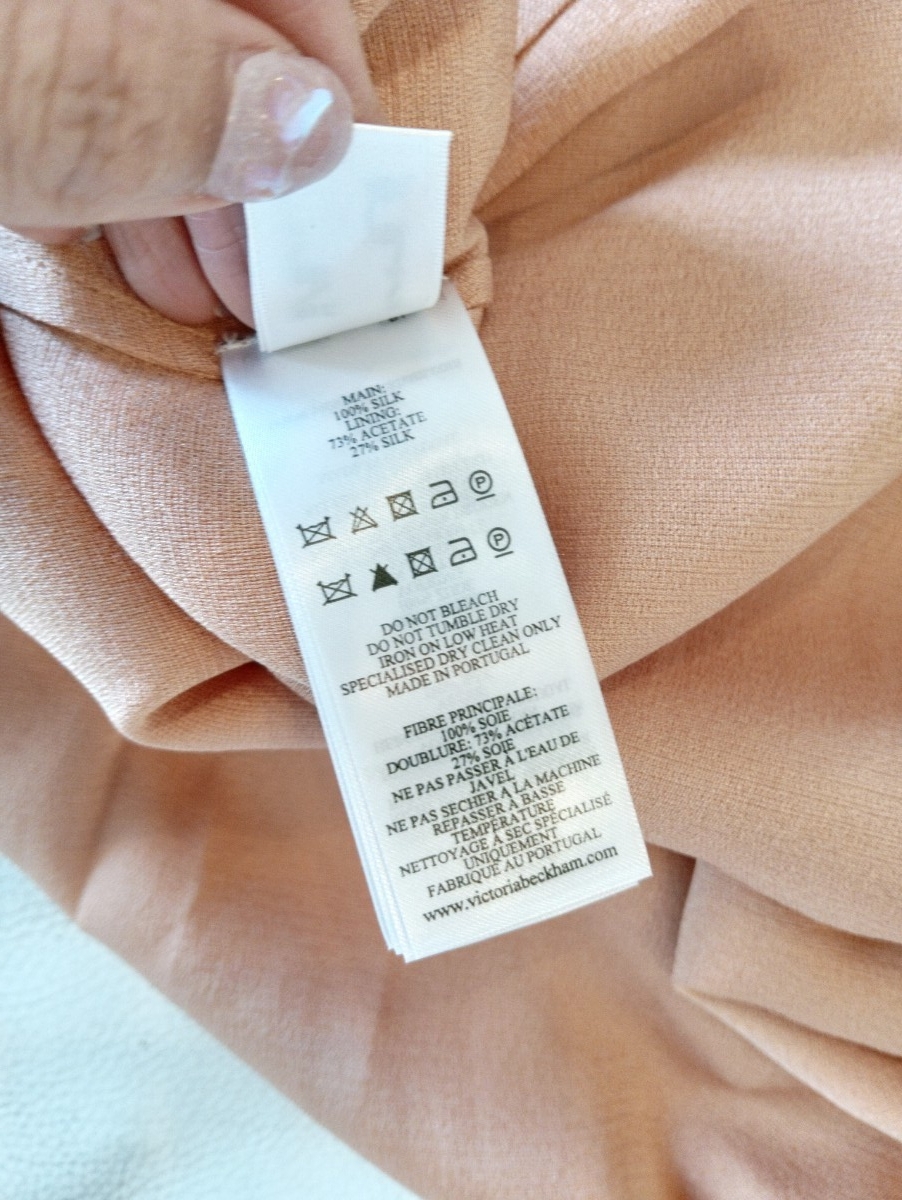 MAIN:
100% SILK
LINING:
73% ACETATE
27% SILK
P
P
DO NOT BLEACH
DO NOT TUMBLE DRY
IRON ON LOW HEAT
SPECIALISED DRY CLEAN ONLY
MADE IN PORTUGAL
FIBRE PRINCIPALE:
100% SOIE
DOUBLURE: 73% ACÉTATE
27% SOIE
NE PAS PASSER À L'EAU DE
JAVEL
NE PAS SECHER A LA MACHINE
REPASSER À BASSE
TEMPÉRATURE
NETTOYAGE À SEC SPÉCIALISÉ
UNIQUEMENT
FABRIQUÉ AU PORTUGAL
www.victoriabeckham.com